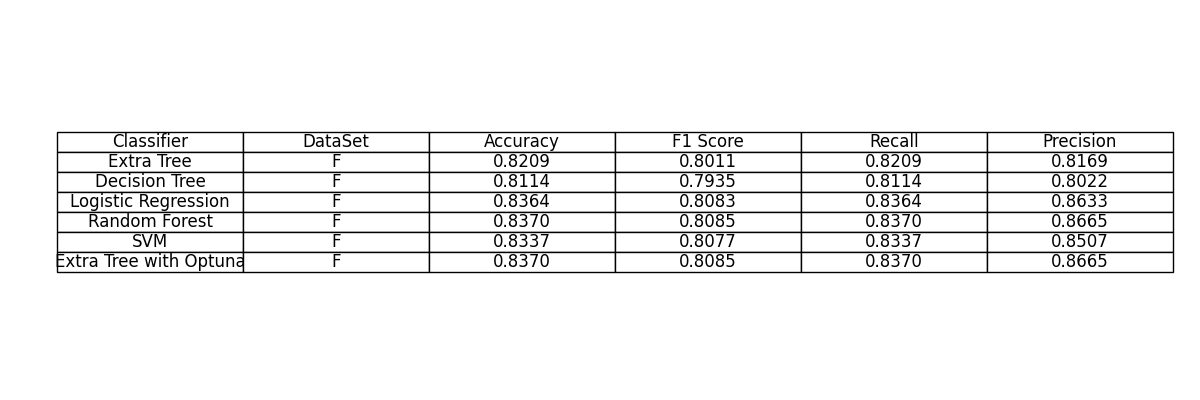 Classifier DataSet Accuracy F1 Score Recall Precision
Extra Tree F 0.8209 0.8011 0.8209 0.8169
Decision Tree F 0.8114 0.7935 0.8114 0.8022
Logistic Regression F 0.8364 0.8083 0.8364 0.8633
Random Forest F 0.8370 0.8085 0.8370 0.8665
SVM F 0.8337 0.8077 0.8337 0.8507
Extra Tree with Optuna F 0.8370 0.8085 0.8370 0.8665